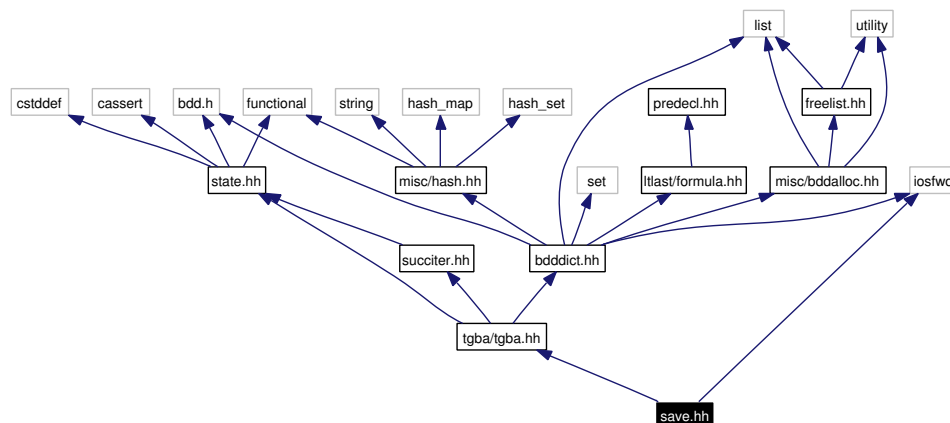 list
utility
cstddef
cassert
bdd.h
functional
string
hash_map
hash_set
predecl.hh
freelist.hh
state.hh
misc/hash.hh
set
ltlast/formula.hh
misc/bddalloc.hh
iosfwd
succiter.hh
bdddict.hh
tgba/tgba.hh
save.hh